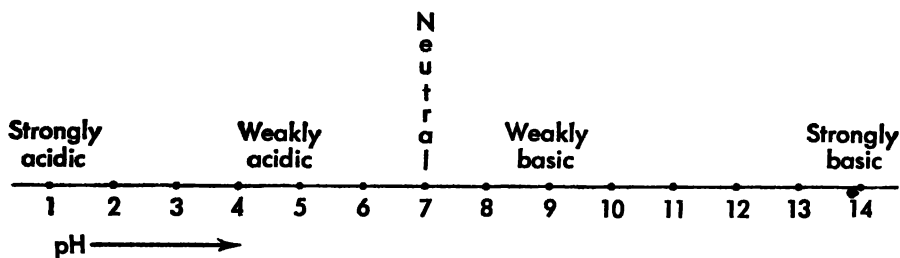 Neutral
Strongly acidic
Weakly acidic
Weakly basic
Strongly basic
1 2 3 4 5 6 7 8 9 10 11 12 13 14
pH